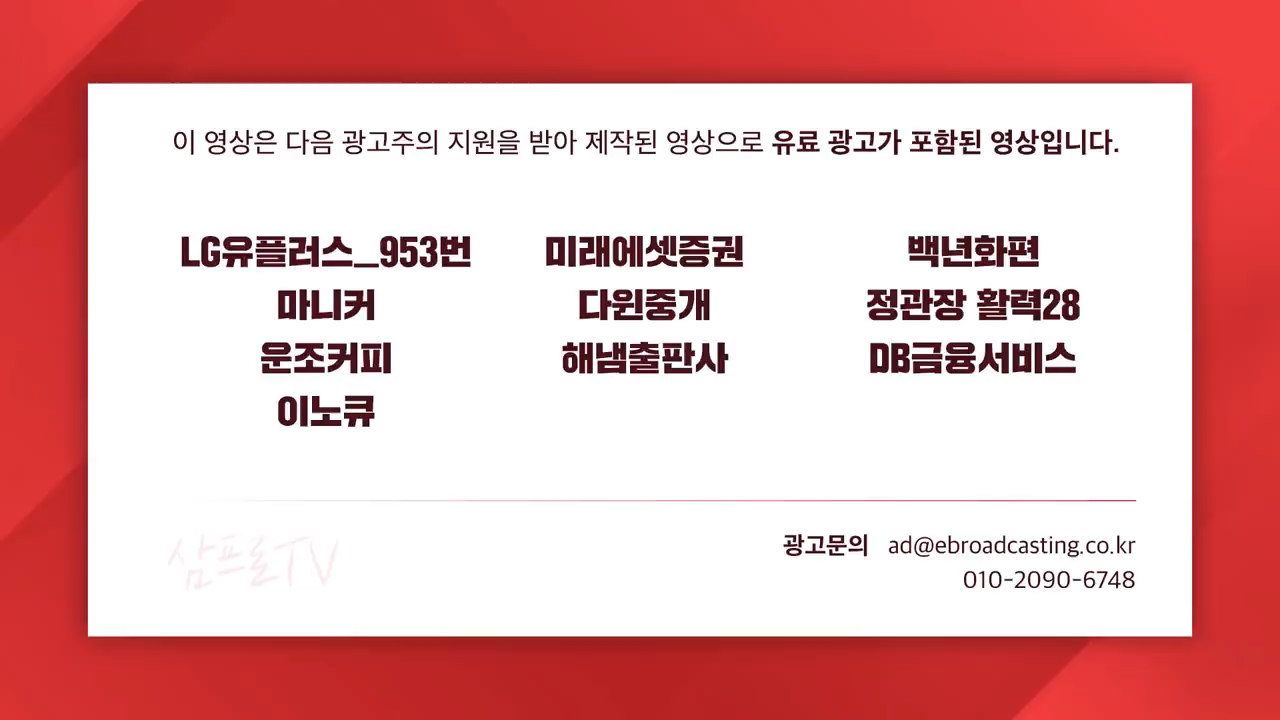 이 영상은 다음 광고주의 지원을 받아 제작된 영상으로 유료 광고가 포함된 영상입니다.
LG유플러스_953번 미래에셋증권 백년화편
마니커 다윈중개 정관장 활력28
운조커피 해냄출판사 DB금융서비스
이노큐
삼프로TV
광고문의 ad@ebroadcasting.co.kr
010-2090-6748